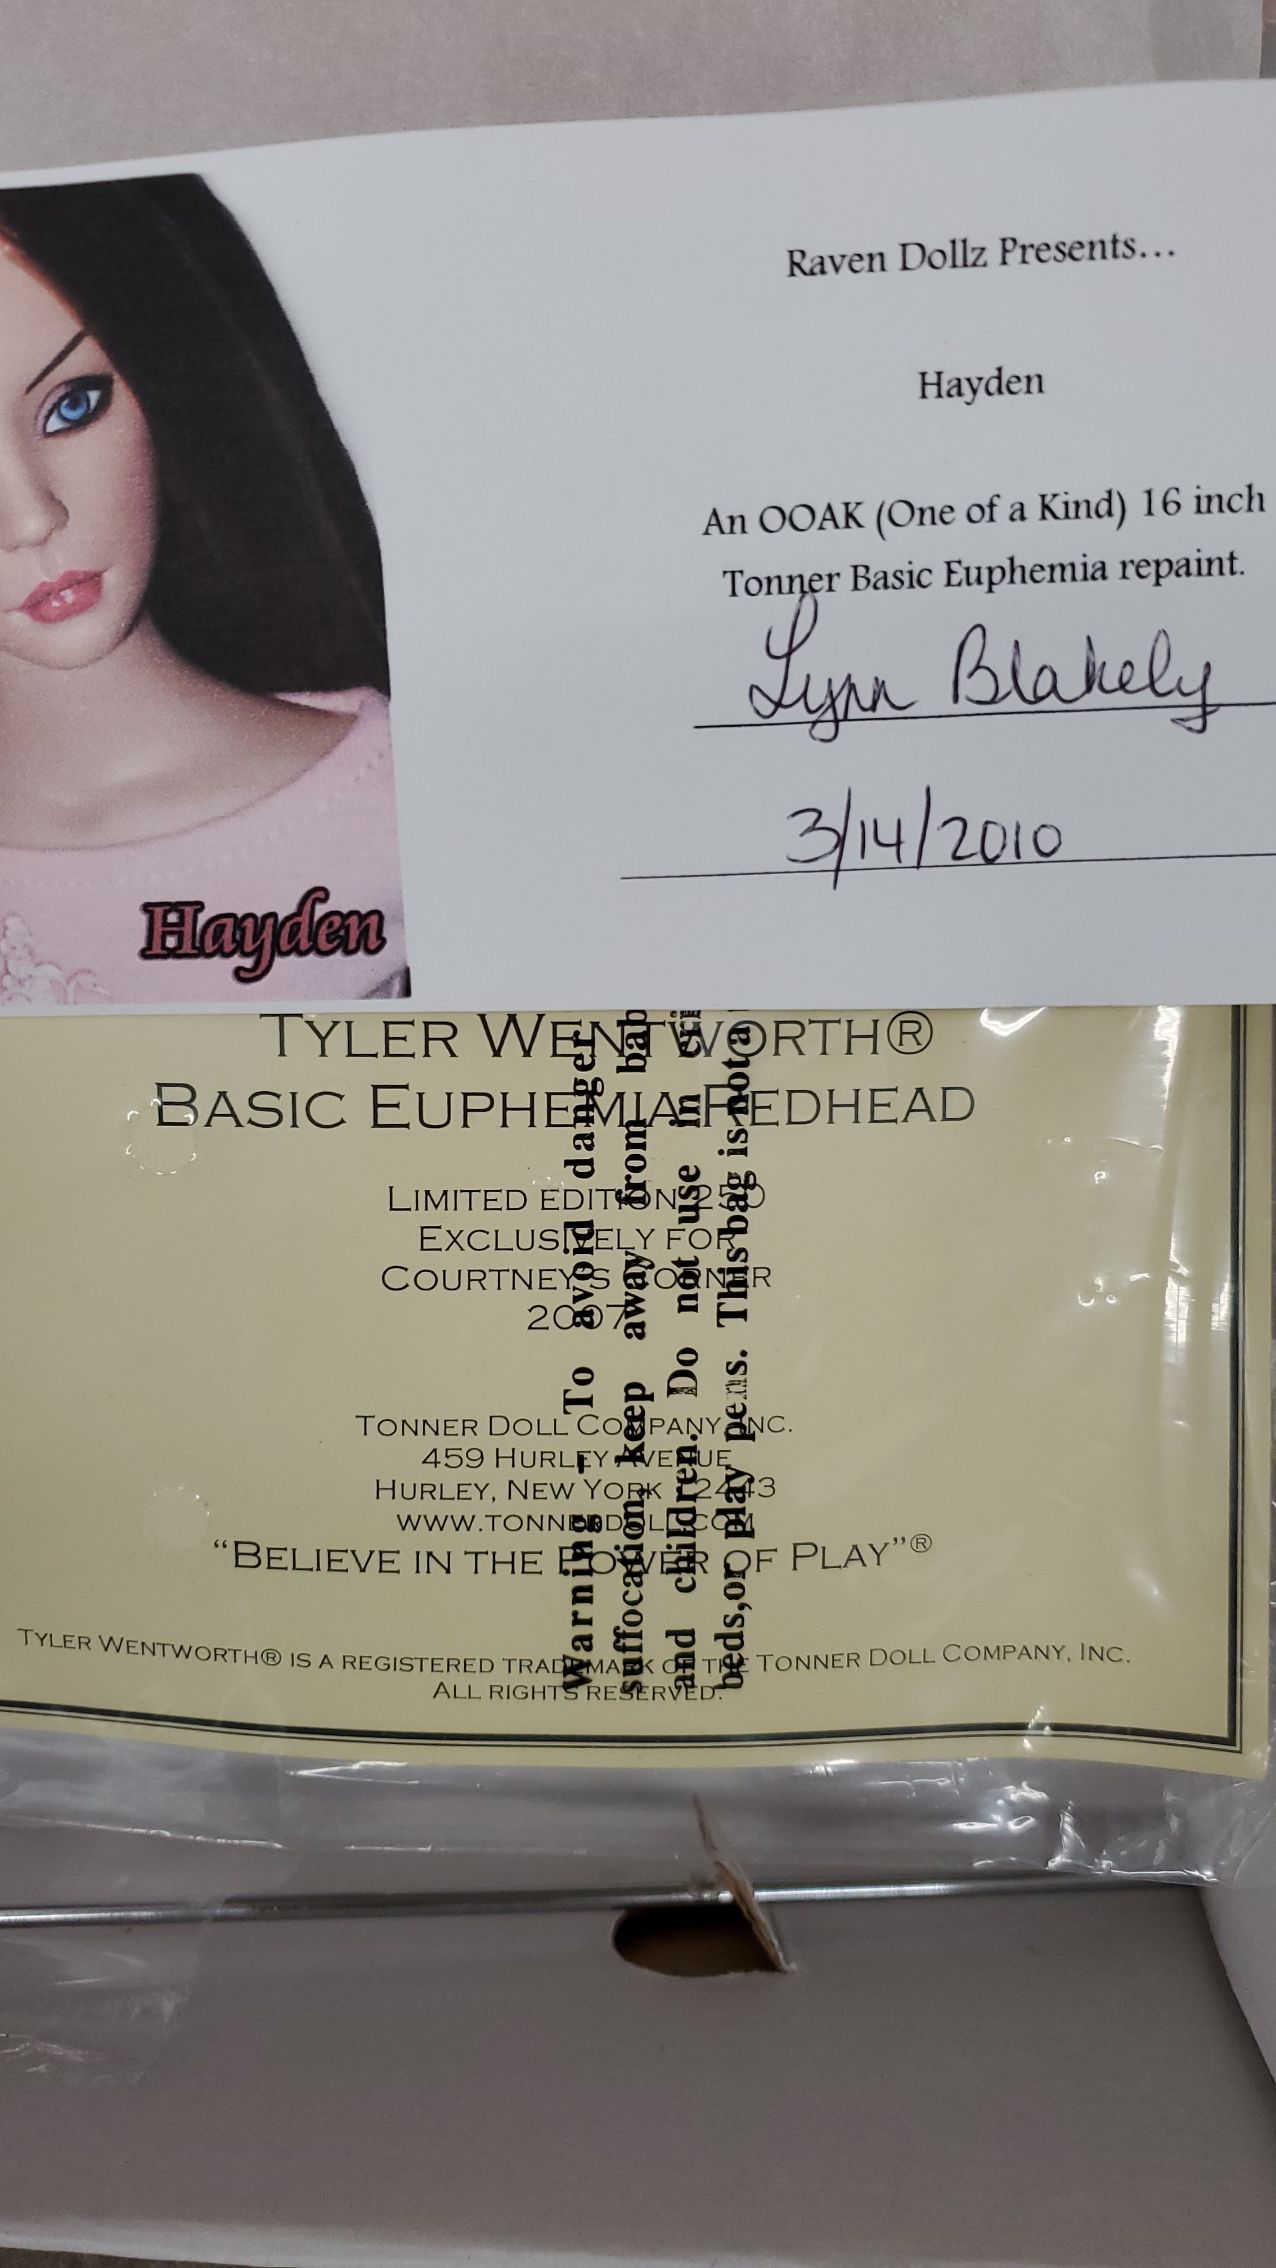 Raven Dollz Presents...
Hayden
An OOAK (One of a Kind) 16 inch
Tonner Basic Euphemia repaint.
Lynn Blakely
3/14/2010
Hayden
TYLER WENTWORTH®
BASIC EUPHEMIA REDHEAD
LIMITED EDITION 250
EXCLUSIVELY FOR
COURTNEY'S CORNER
2007
TONNER DOLL COMPANY, INC.
459 HURLEY AVENUE
HURLEY, NEW YORK 12443
WWW.TONNERDOLL.COM
"BELIEVE IN THE POWER OF PLAY"®
TYLER WENTWORTH® IS A REGISTERED TRADEMARK OF THE TONNER DOLL COMPANY, INC.
ALL RIGHTS RESERVED.
Warning - To avoid danger
suffocation, keep away from bab
and children. Do not use in cri
beds,or play pens. This bag is not a